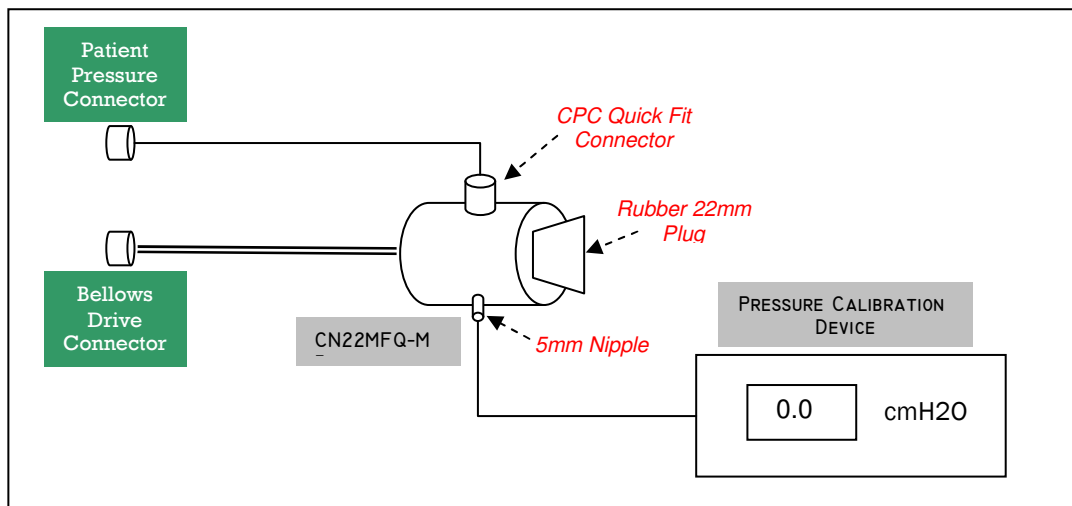 Patient
Pressure
Connector
CPC Quick Fit
Connector
Rubber 22mm
Plug
Bellows
Drive
Connector
CN22MFQ-M
5mm Nipple
PRESSURE CALIBRATION
DEVICE
0.0 cmH2O